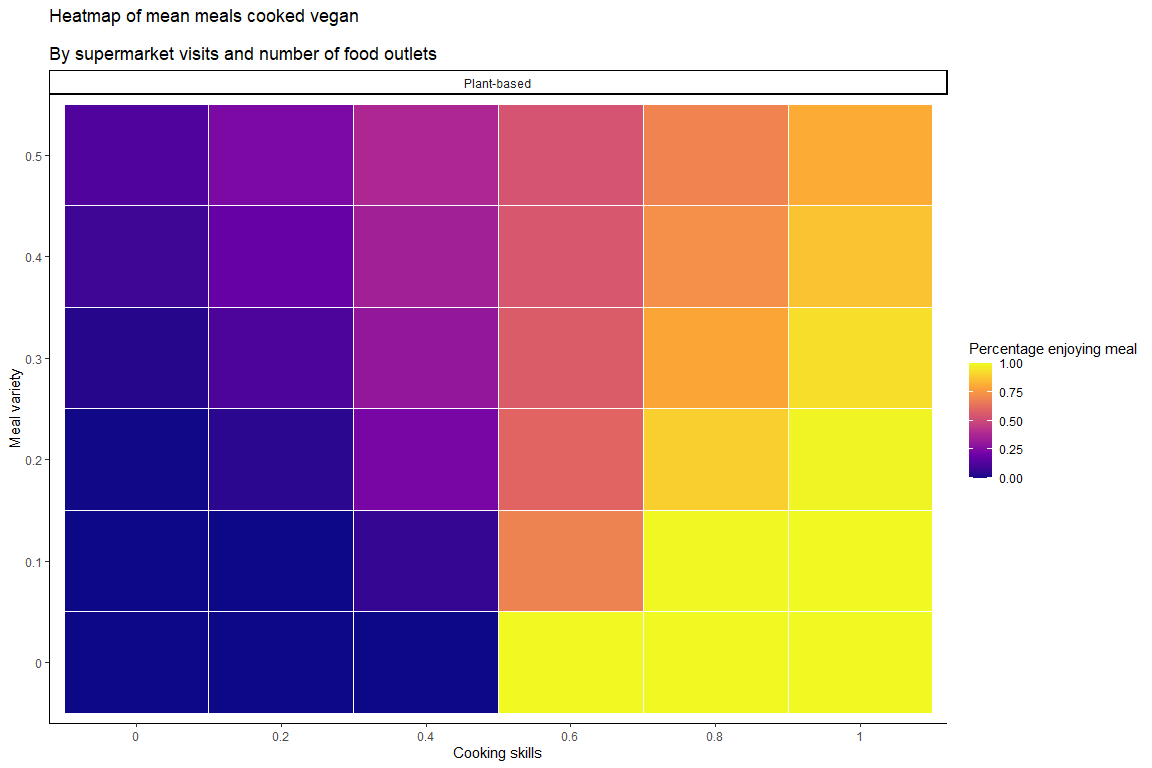 Heatmap of mean meals cooked vegan
By supermarket visits and number of food outlets
Plant-based
0.5
0.4
0.3
0.2
0.1
0
Meal variety
0
0.2
0.4
0.6
0.8
1
Cooking skills
Percentage enjoying meal
1.00
0.75
0.50
0.25
0.00